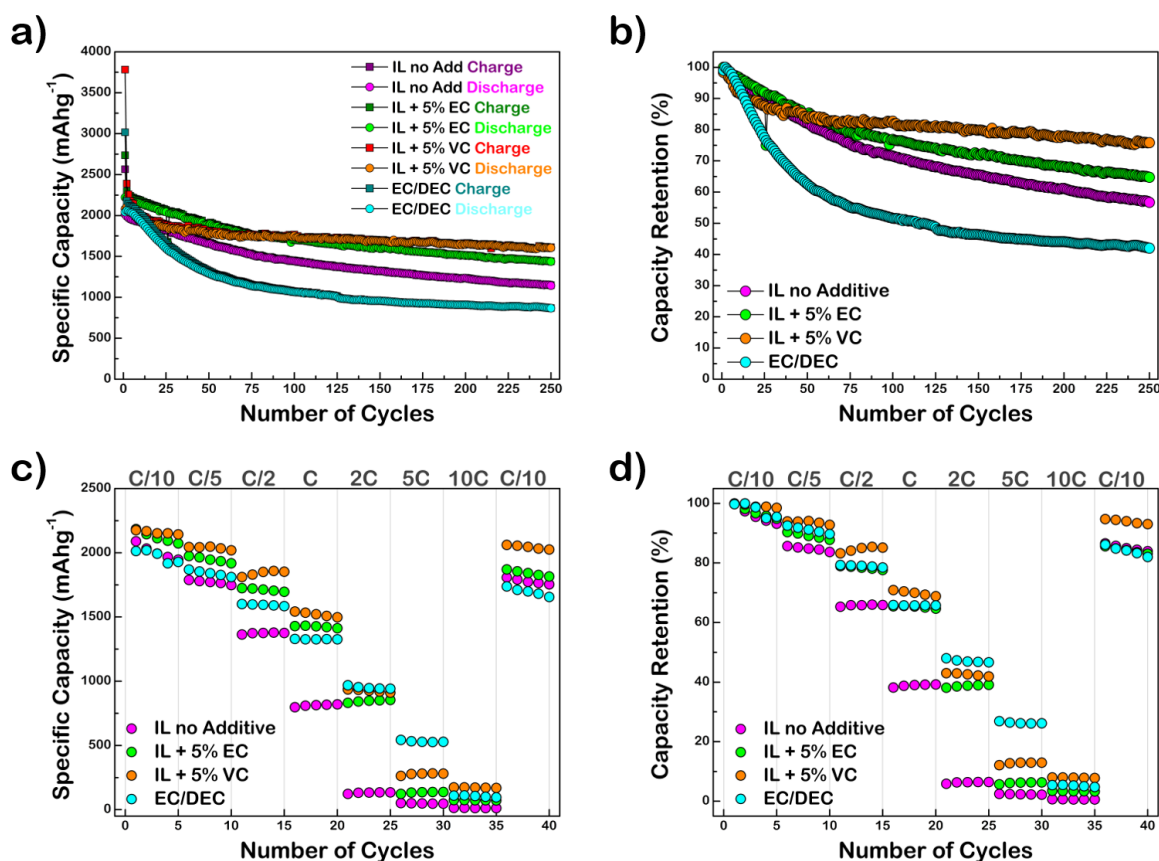 a)
4000
3500
3000
2500
2000
1500
1000
500
0
Specific Capacity (mAhg⁻¹)
IL no Add Charge
IL no Add Discharge
IL + 5% EC Charge
IL + 5% EC Discharge
IL + 5% VC Charge
IL + 5% VC Discharge
EC/DEC Charge
EC/DEC Discharge
0 25 50 75 100 125 150 175 200 225 250
Number of Cycles
b)
100
90
80
70
60
50
40
30
20
10
0
Capacity Retention (%)
IL no Additive
IL + 5% EC
IL + 5% VC
EC/DEC
0 25 50 75 100 125 150 175 200 225 250
Number of Cycles
c)
C/10 C/5 C/2 C 2C 5C 10C C/10
2500
2000
1500
1000
500
0
Specific Capacity (mAhg⁻¹)
IL no Additive
IL + 5% EC
IL + 5% VC
EC/DEC
0 5 10 15 20 25 30 35 40
Number of Cycles
d)
C/10 C/5 C/2 C 2C 5C 10C C/10
100
80
60
40
20
0
Capacity Retention (%)
IL no Additive
IL + 5% EC
IL + 5% VC
EC/DEC
0 5 10 15 20 25 30 35 40
Number of Cycles